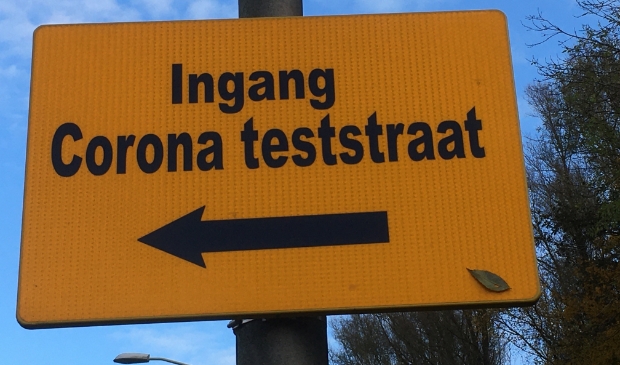 Ingang
Corona teststraat